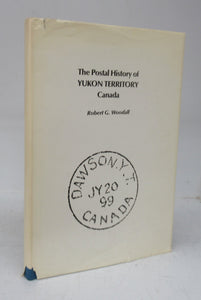 The Postal History of
YUKON TERRITORY
Canada
Robert G. Woodall
DAWSON, Y.T.
JY 20
99
CANADA